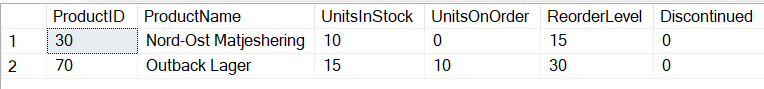 ProductID ProductName UnitsInStock UnitsOnOrder ReorderLevel Discontinued
1 30 Nord-Ost Matjeshering 10 0 15 0
2 70 Outback Lager 15 10 30 0